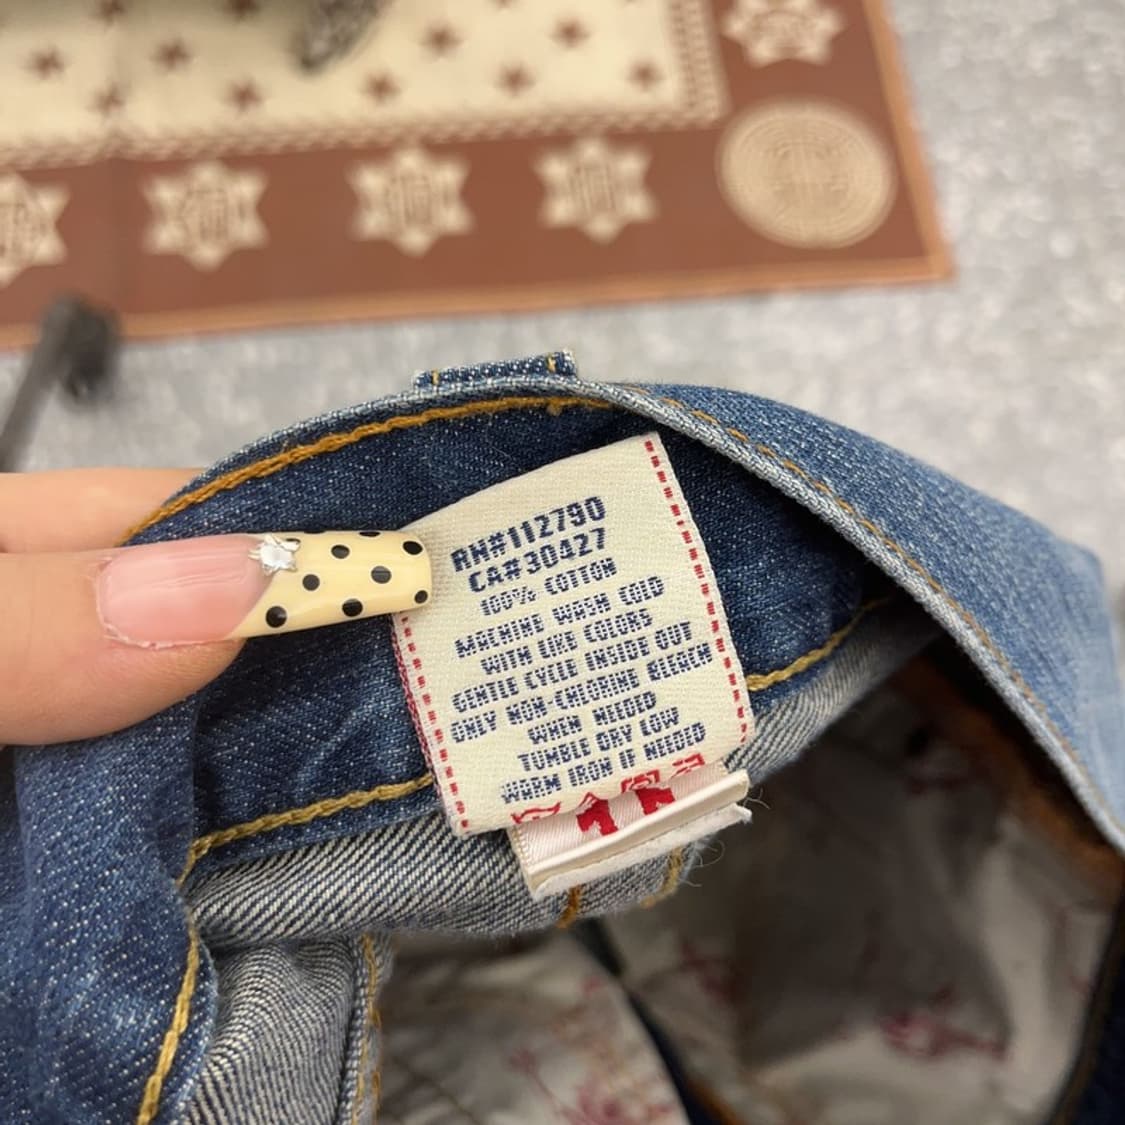 RN#112790
CA#30427
100% COTTON
MACHINE WASH COLD
WITH LIKE COLORS
GENTLE CYCLE INSIDE OUT
ONLY NON-CHLORINE BLEACH
WHEN NEEDED
TUMBLE DRY LOW
WARM IRON IF NEEDED